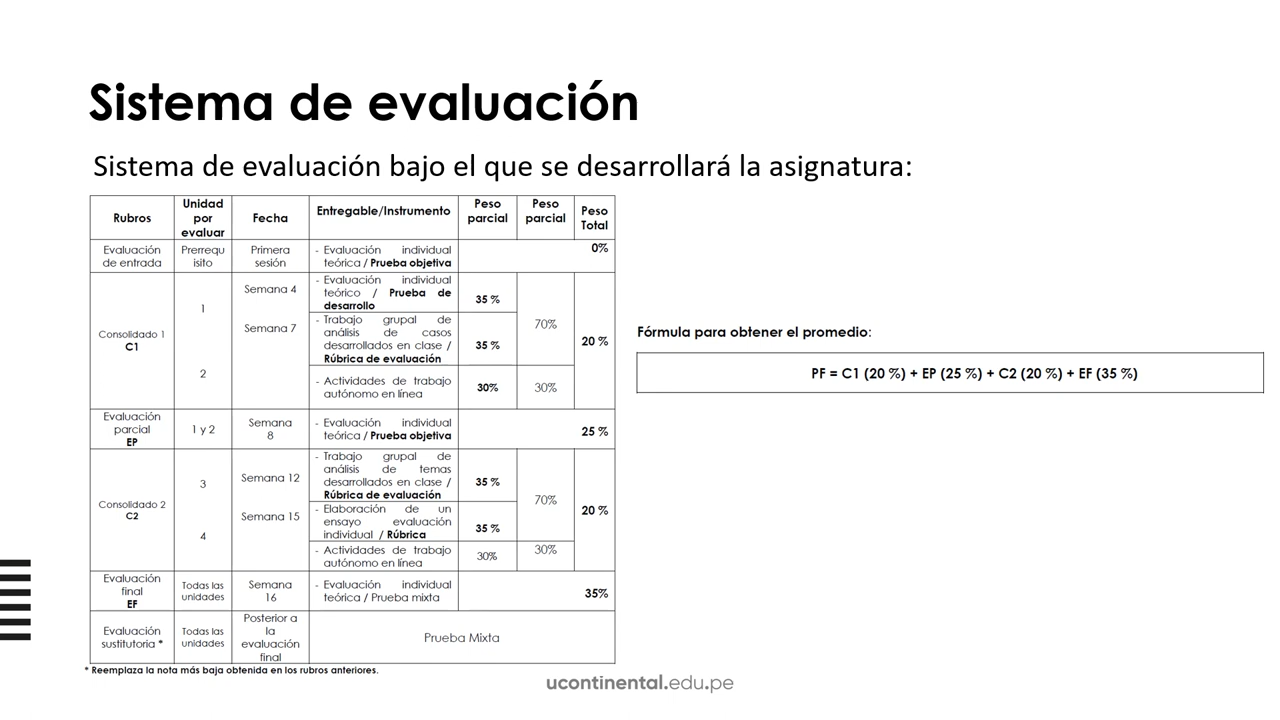 Sistema de evaluación
Sistema de evaluación bajo el que se desarrollará la asignatura:
Rubros
Unidad
por
evaluar
Fecha
Entregable/Instrumento
Peso
parcial
Peso
parcial
Peso
Total
Evaluación
de entrada
Prerrequ
isito
Primera
sesión
- Evaluación individual
teórica / Prueba objetiva
0%
Consolidado 1
C1
1
2
Semana 4
Semana 7
- Evaluación individual
teórico / Prueba de
desarrollo
35 %
- Trabajo grupal de
análisis de casos
desarrollados en clase /
Rúbrica de evaluación
35 %
70%
- Actividades de trabajo
autónomo en línea
30%
30%
20 %
Evaluación
parcial
EP
1 y 2
Semana
8
- Evaluación individual
teórica / Prueba objetiva
25 %
Consolidado 2
C2
3
4
Semana 12
Semana 15
- Trabajo grupal de
análisis de temas
desarrollados en clase /
Rúbrica de evaluación
35 %
- Elaboración de un
ensayo evaluación
individual / Rúbrica
35 %
70%
- Actividades de trabajo
autónomo en línea
30%
30%
20 %
Evaluación
final
EF
Todas las
unidades
Semana
16
- Evaluación individual
teórica / Prueba mixta
35%
Evaluación
sustitutoria *
Todas las
unidades
Posterior a
la
evaluación
final
Prueba Mixta
* Reemplaza la nota más baja obtenida en los rubros anteriores.
Fórmula para obtener el promedio:
PF = C1 (20 %) + EP (25 %) + C2 (20 %) + EF (35 %)
ucontinental.edu.pe